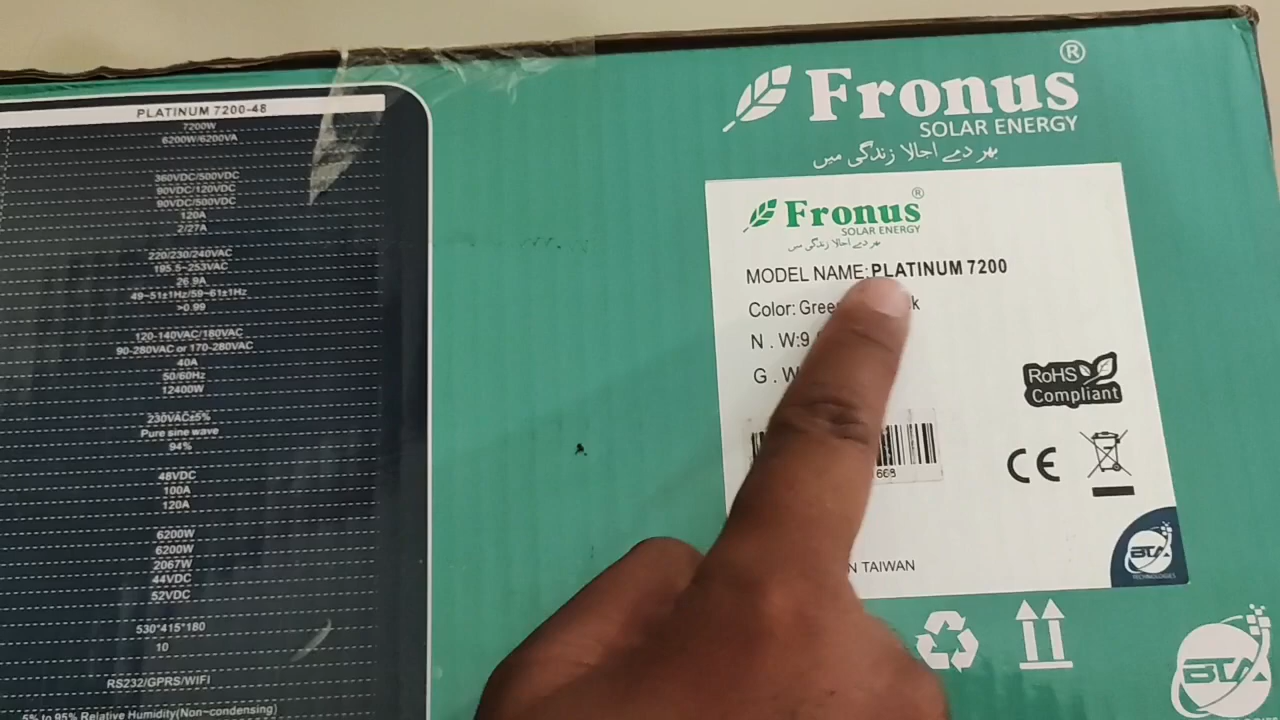 PLATINUM 7200-48
7200W
6200W/6200VA
360VDC/500VDC
90VDC/120VDC
90VDC/500VDC
120A
2/27A
220/230/240VAC
195.5~253VAC
26.9A
49~51±1Hz/59~61±1Hz
>0.99
120-140VAC/180VAC
90-280VAC or 170-280VAC
40A
50/60Hz
12400W
230VAC±5%
Pure sine wave
94%
48VDC
100A
120A
6200W
6200W
2067W
44VDC
52VDC
530*415*180
10
RS232/GPRS/WIFI
5% to 95% Relative Humidity(Non-condensing)
Fronus®
SOLAR ENERGY
بھر دے اجالا زندگی میں
Fronus®
SOLAR ENERGY
بھر دے اجالا زندگی میں
MODEL NAME:PLATINUM 7200
Color: Gree k
N . W:9
G . W
RoHS
Compliant
CE
668
N TAIWAN
BTA
TECHNOLOGIES
BTA